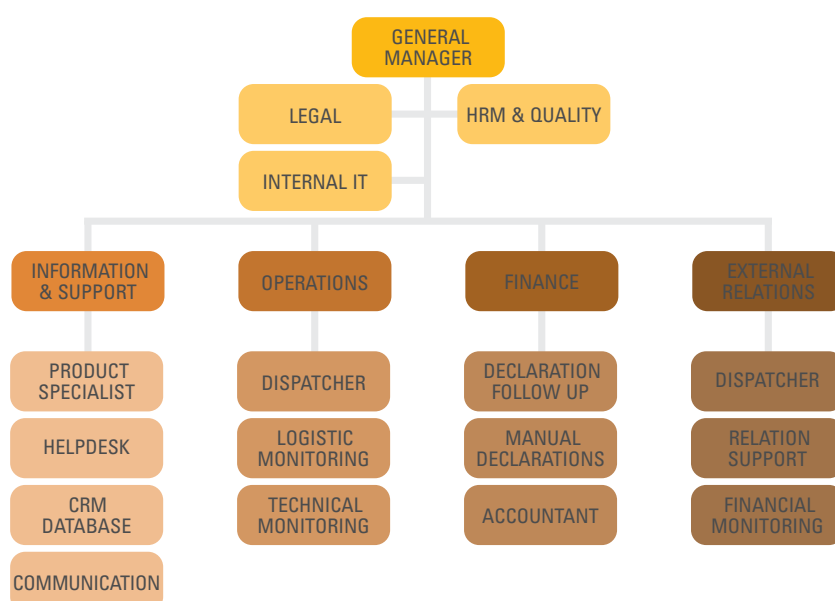 GENERAL
MANAGER
LEGAL
HRM & QUALITY
INTERNAL IT
INFORMATION
& SUPPORT
OPERATIONS
FINANCE
EXTERNAL
RELATIONS
PRODUCT
SPECIALIST
DISPATCHER
DECLARATION
FOLLOW UP
DISPATCHER
HELPDESK
LOGISTIC
MONITORING
MANUAL
DECLARATIONS
RELATION
SUPPORT
CRM
DATABASE
TECHNICAL
MONITORING
ACCOUNTANT
FINANCIAL
MONITORING
COMMUNICATION